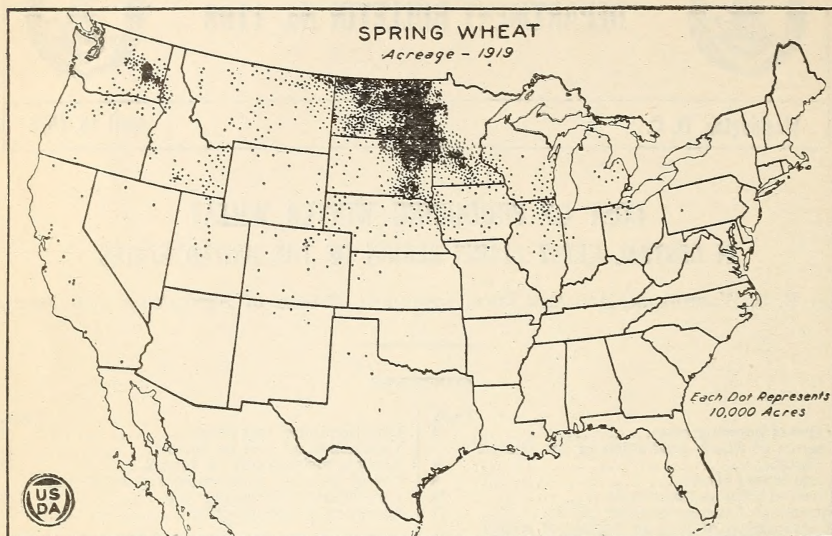 SPRING WHEAT
Acreage - 1919
Each Dot Represents
10,000 Acres
US
DA